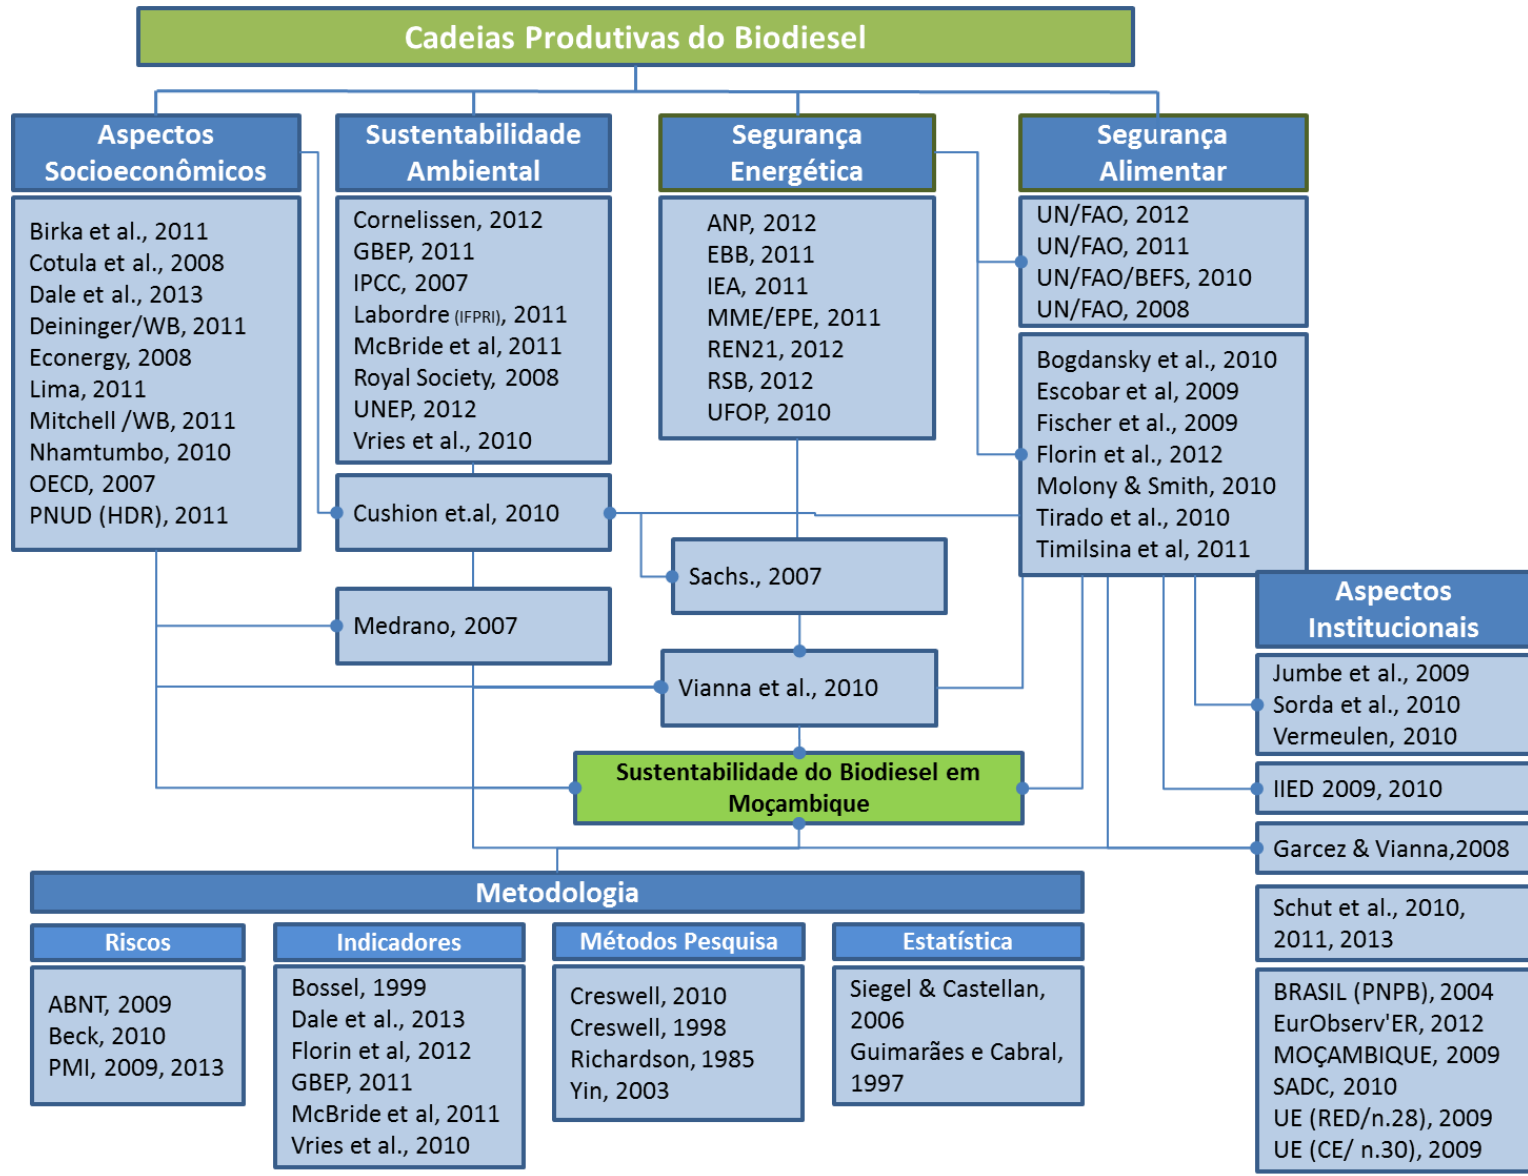 Cadeias Produtivas do Biodiesel
Aspectos
Socioeconômicos
Birka et al., 2011
Cotula et al., 2008
Dale et al., 2013
Deininger/WB, 2011
Econergy, 2008
Lima, 2011
Mitchell /WB, 2011
Nhamtumbo, 2010
OECD, 2007
PNUD (HDR), 2011
Sustentabilidade
Ambiental
Cornelissen, 2012
GBEP, 2011
IPCC, 2007
Labordre (IFPRI), 2011
McBride et al, 2011
Royal Society, 2008
UNEP, 2012
Vries et al., 2010
Cushion et.al, 2010
Medrano, 2007
Segurança
Energética
ANP, 2012
EBB, 2011
IEA, 2011
MME/EPE, 2011
REN21, 2012
RSB, 2012
UFOP, 2010
Sachs., 2007
Vianna et al., 2010
Segurança
Alimentar
UN/FAO, 2012
UN/FAO, 2011
UN/FAO/BEFS, 2010
UN/FAO, 2008
Bogdansky et al., 2010
Escobar et al, 2009
Fischer et al., 2009
Florin et al., 2012
Molony & Smith, 2010
Tirado et al., 2010
Timilsina et al, 2011
Aspectos
Institucionais
Jumbe et al., 2009
Sorda et al., 2010
Vermeulen, 2010
IIED 2009, 2010
Garcez & Vianna,2008
Schut et al., 2010,
2011, 2013
BRASIL (PNPB), 2004
EurObserv'ER, 2012
MOÇAMBIQUE, 2009
SADC, 2010
UE (RED/n.28), 2009
UE (CE/ n.30), 2009
Sustentabilidade do Biodiesel em
Moçambique
Metodologia
Riscos
ABNT, 2009
Beck, 2010
PMI, 2009, 2013
Indicadores
Bossel, 1999
Dale et al., 2013
Florin et al, 2012
GBEP, 2011
McBride et al, 2011
Vries et al., 2010
Métodos Pesquisa
Creswell, 2010
Creswell, 1998
Richardson, 1985
Yin, 2003
Estatística
Siegel & Castellan,
2006
Guimarães e Cabral,
1997